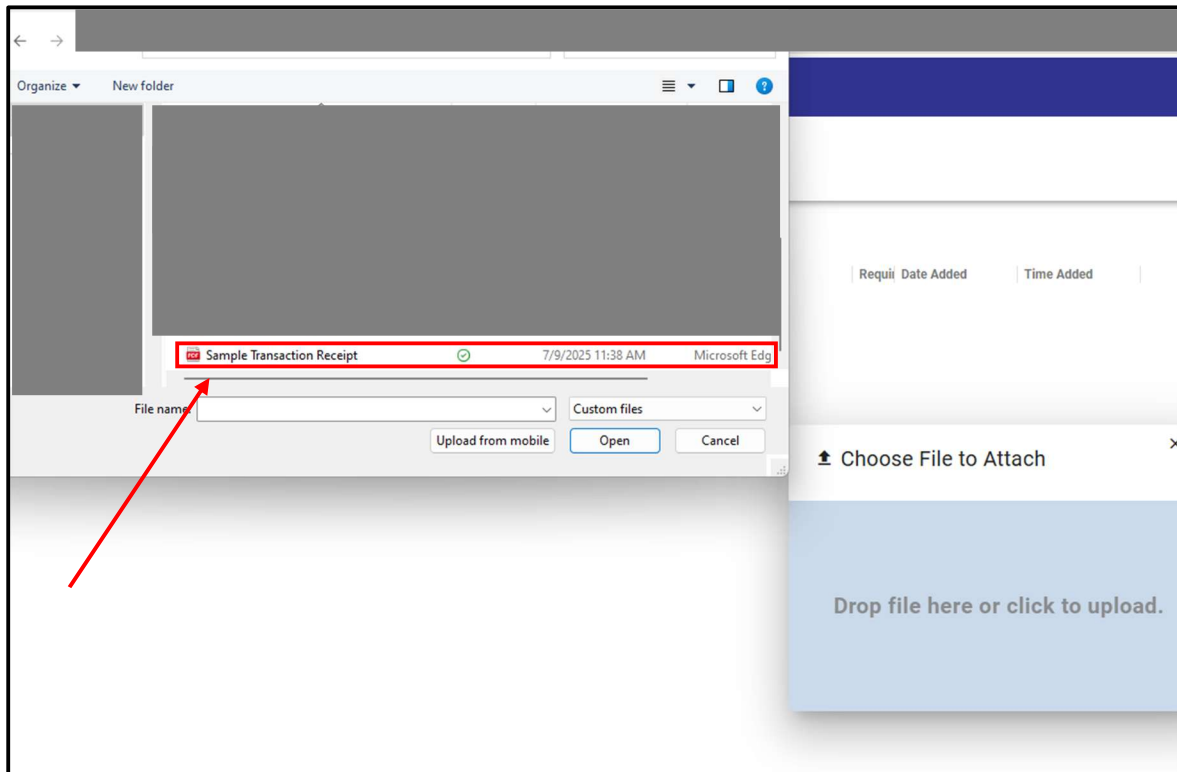 Organize New folder
Requi Date Added Time Added
PDF Sample Transaction Receipt 7/9/2025 11:38 AM Microsoft Edg
File name: Custom files
Upload from mobile Open Cancel
Choose File to Attach
Drop file here or click to upload.